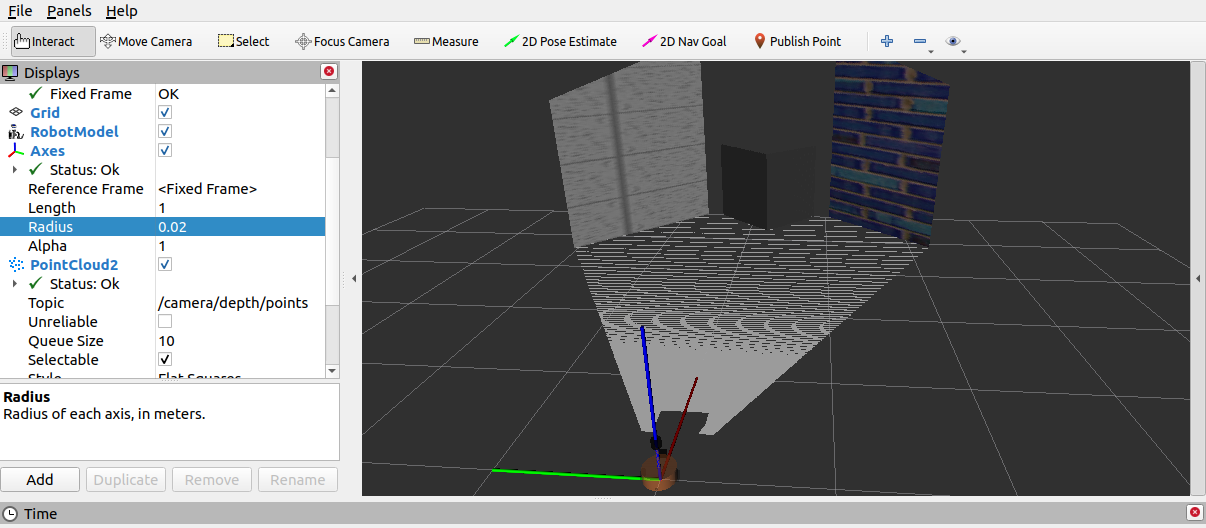 File Panels Help
Interact Move Camera Select Focus Camera Measure 2D Pose Estimate 2D Nav Goal Publish Point
Displays
Fixed Frame OK
Grid
RobotModel
Axes
Status: Ok
Reference Frame <Fixed Frame>
Length 1
Radius 0.02
Alpha 1
PointCloud2
Status: Ok
Topic /camera/depth/points
Unreliable
Queue Size 10
Selectable
Style Flat Squares
Radius
Radius of each axis, in meters.
Add Duplicate Remove Rename
Time